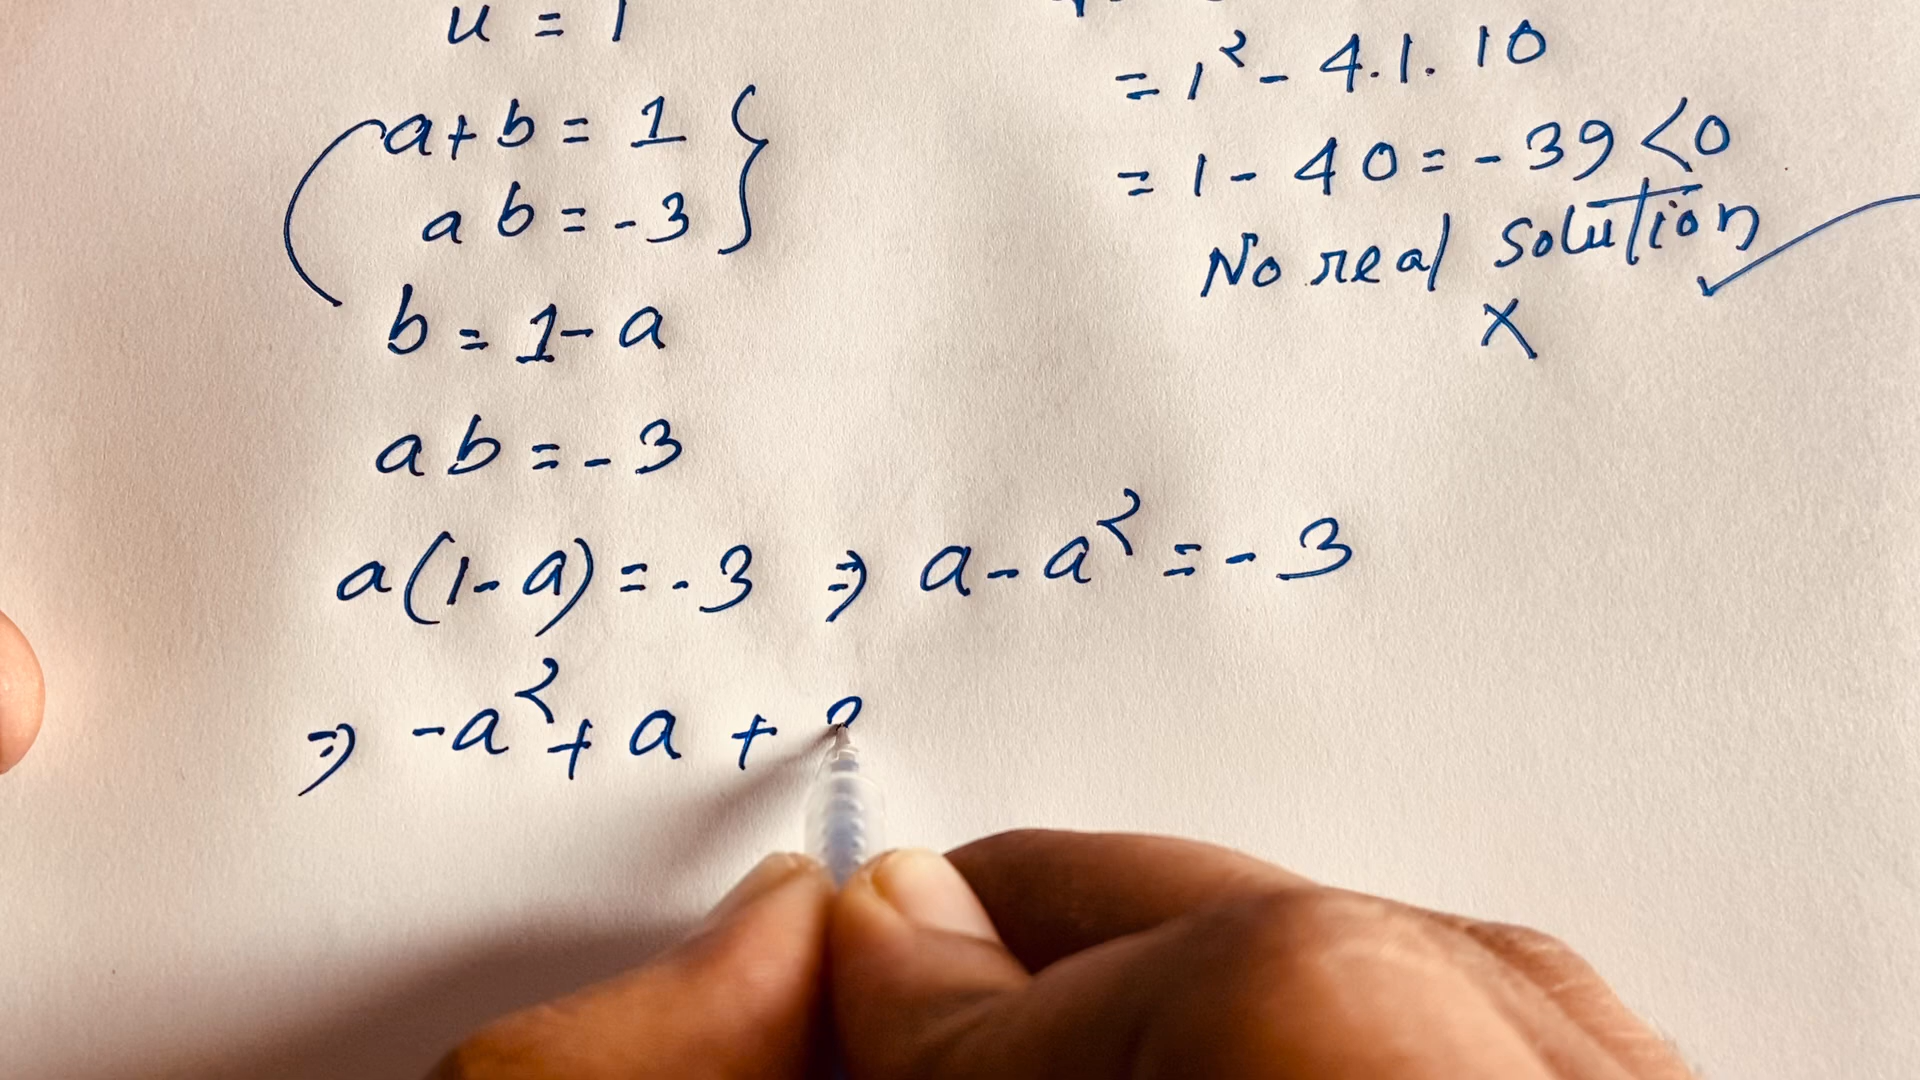 u = 1
a + b = 1
ab = -3
b = 1 - a
ab = -3
a(1 - a) = -3 ⇒ a - a² = -3
⇒ -a² + a +
= 1² - 4.1.10
= 1 - 40 = -39 < 0
No real solution
X